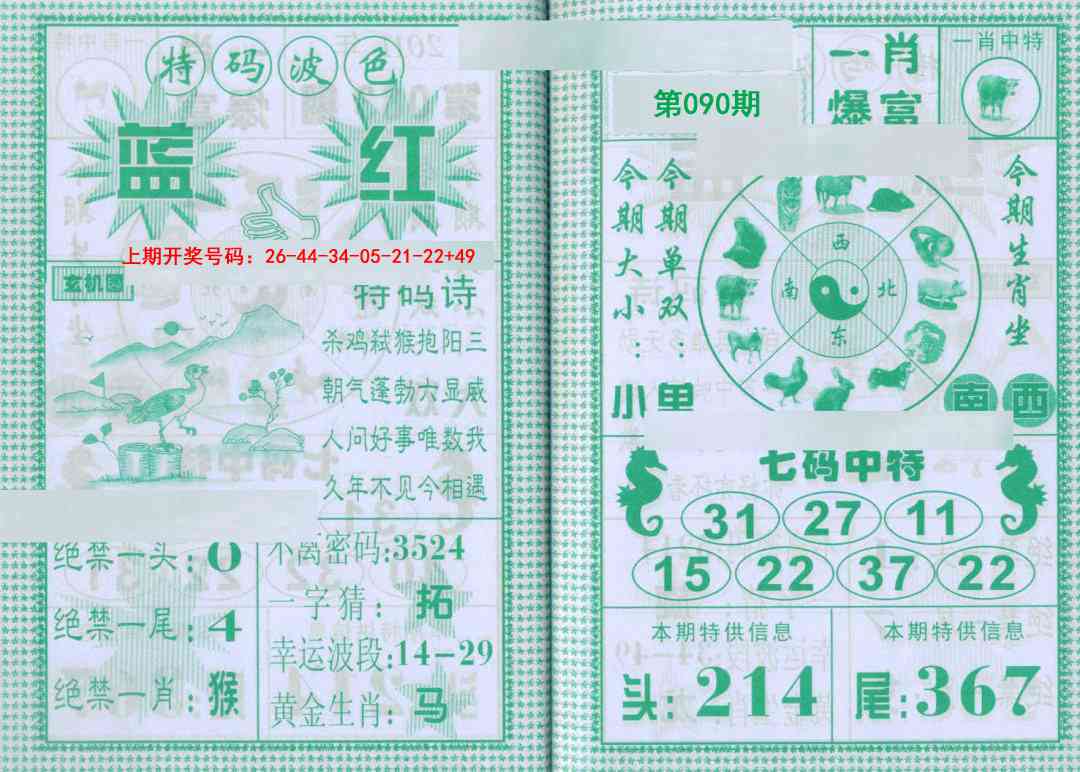 特码波色
蓝 红
上期开奖号码：26-44-34-05-21-22+49
玄机图
特码诗
杀鸡弑猴抱阳三
朝气蓬勃六显威
人问好事唯数我
久年不见今相遇
绝禁一头:0
绝禁一尾:4
绝禁一肖:猴
不离密码:3524
一字猜：拓
幸运波段:14-29
黄金生肖:马
第090期
一肖
爆富
一肖中特
今期大小：小
今期单双：单
西
南 北
东
今期生肖坐
南西
七码中特
31 27 11
15 22 37 22
本期特供信息
头:214
本期特供信息
尾:367